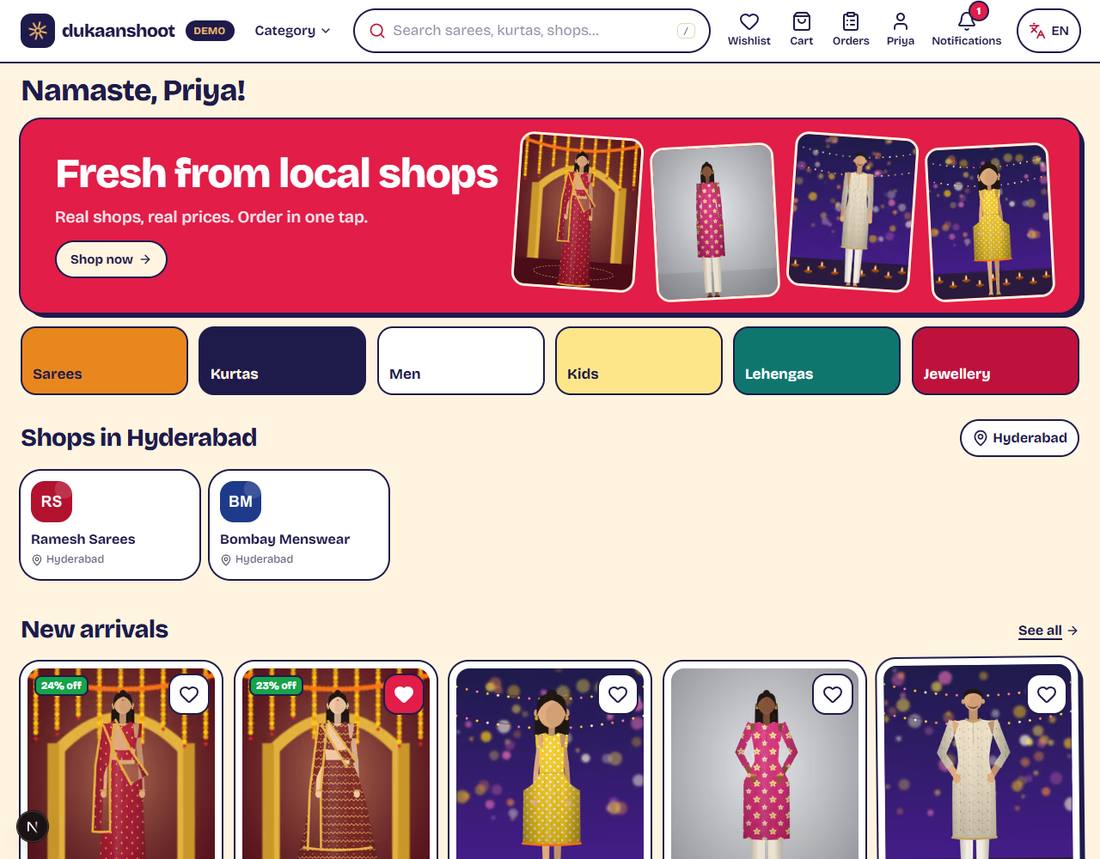 dukaanshoot DEMO Category Search sarees, kurtas, shops... / Wishlist Cart Orders Priya 1 Notifications EN
Namaste, Priya!
Fresh from local shops
Real shops, real prices. Order in one tap.
Shop now
Sarees Kurtas Men Kids Lehengas Jewellery
Shops in Hyderabad Hyderabad
RS BM
Ramesh Sarees Bombay Menswear
Hyderabad Hyderabad
New arrivals See all
24% off 23% off
N